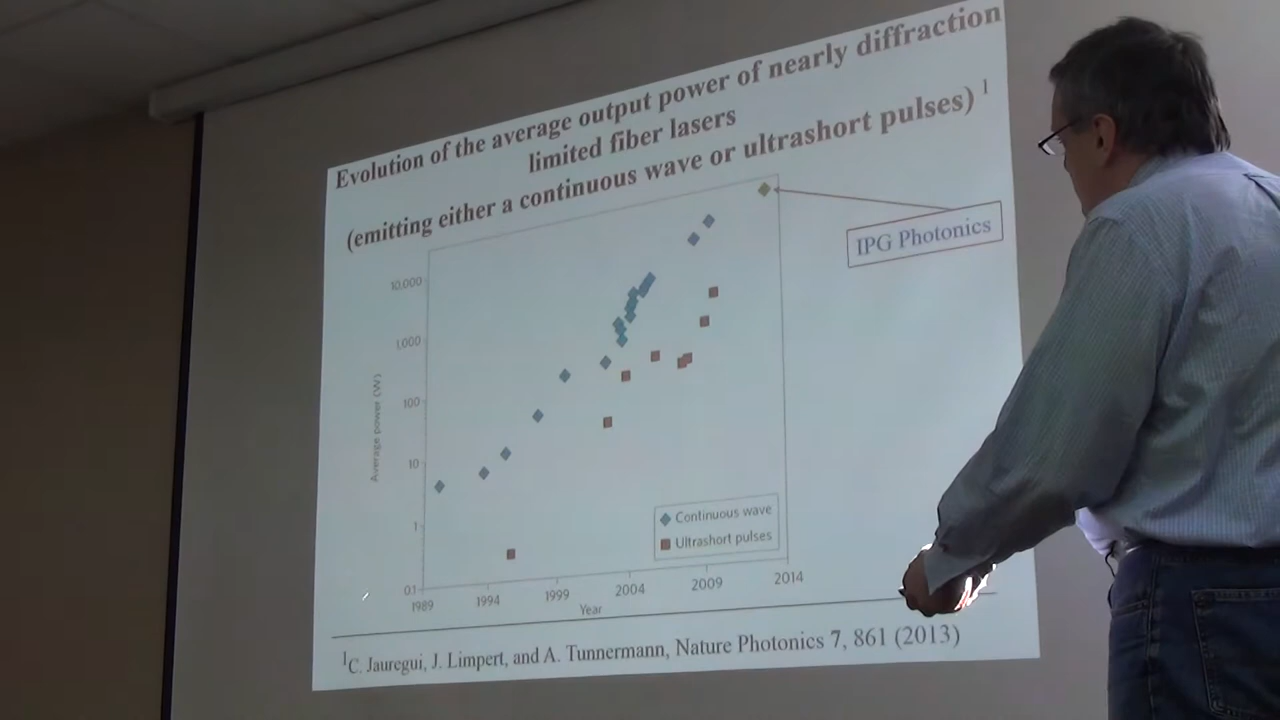 Evolution of the average output power of nearly diffraction
limited fiber lasers
(emitting either a continuous wave or ultrashort pulses) 1
IPG Photonics
10,000
1,000
100
10
1
0.1
Average power (W)
Continuous wave
Ultrashort pulses
1989
1994
1999
2004
2009
2014
Year
1C. Jauregui, J. Limpert, and A. Tunnermann, Nature Photonics 7, 861 (2013)